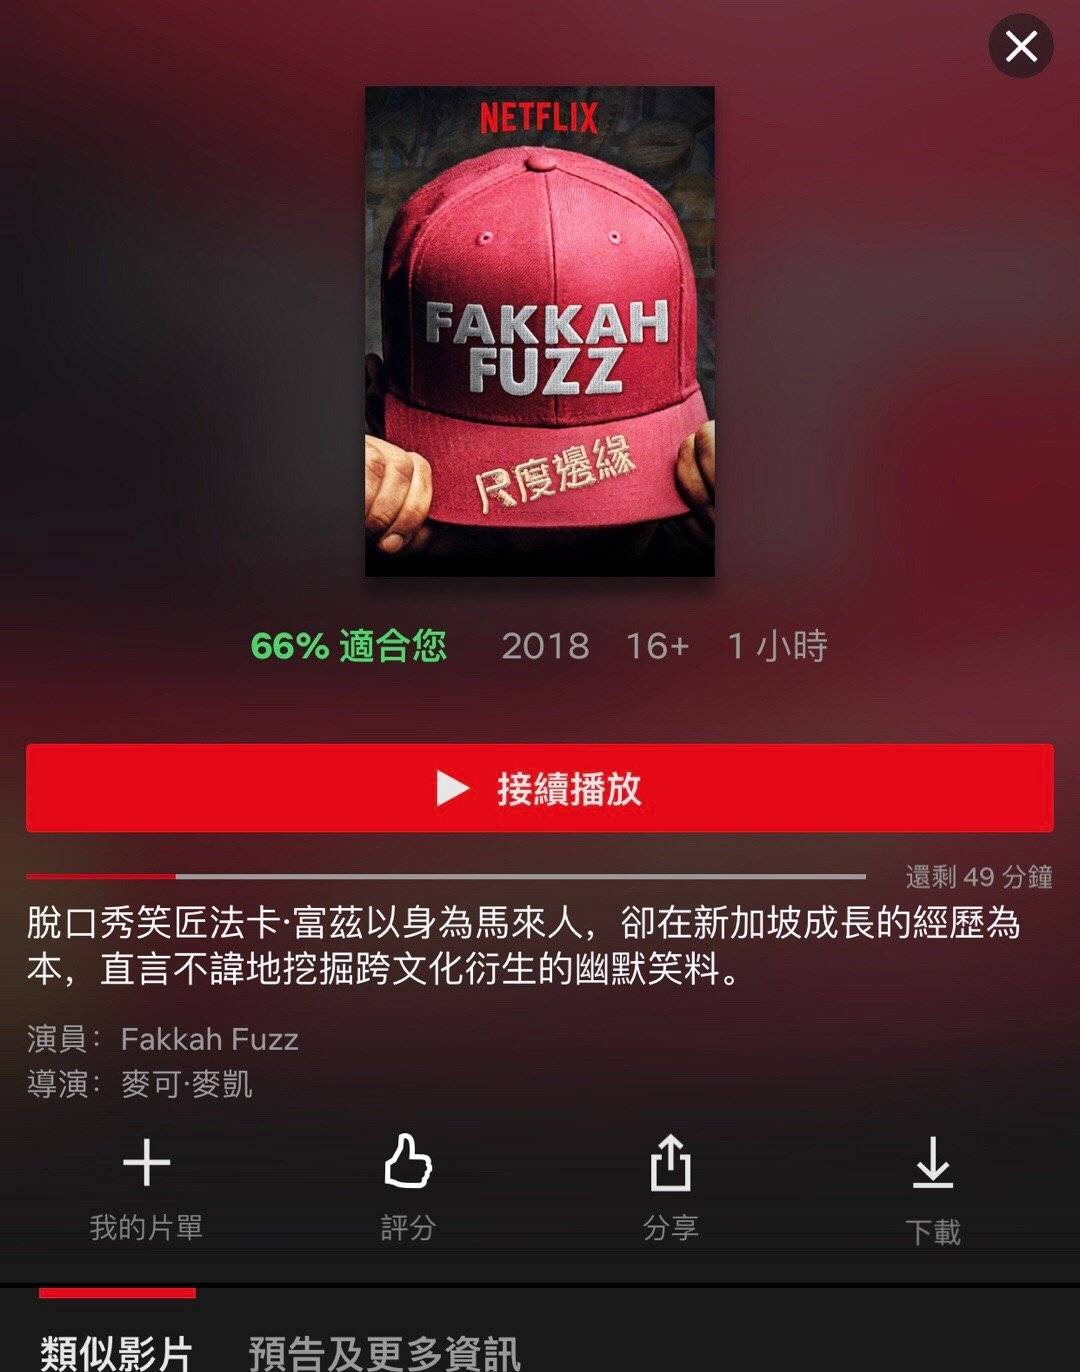 NETFLIX
FAKKAH
FUZZ
尺度邊緣
66% 適合您 2018 16+ 1 小時
接續播放
還剩 49 分鐘
脫口秀笑匠法卡·富茲以身為馬來人，卻在新加坡成長的經歷為
本，直言不諱地挖掘跨文化衍生的幽默笑料。
演員：Fakkah Fuzz
導演：麥可·麥凱
我的片單 評分 分享 下載
類似影片 預告及更多資訊